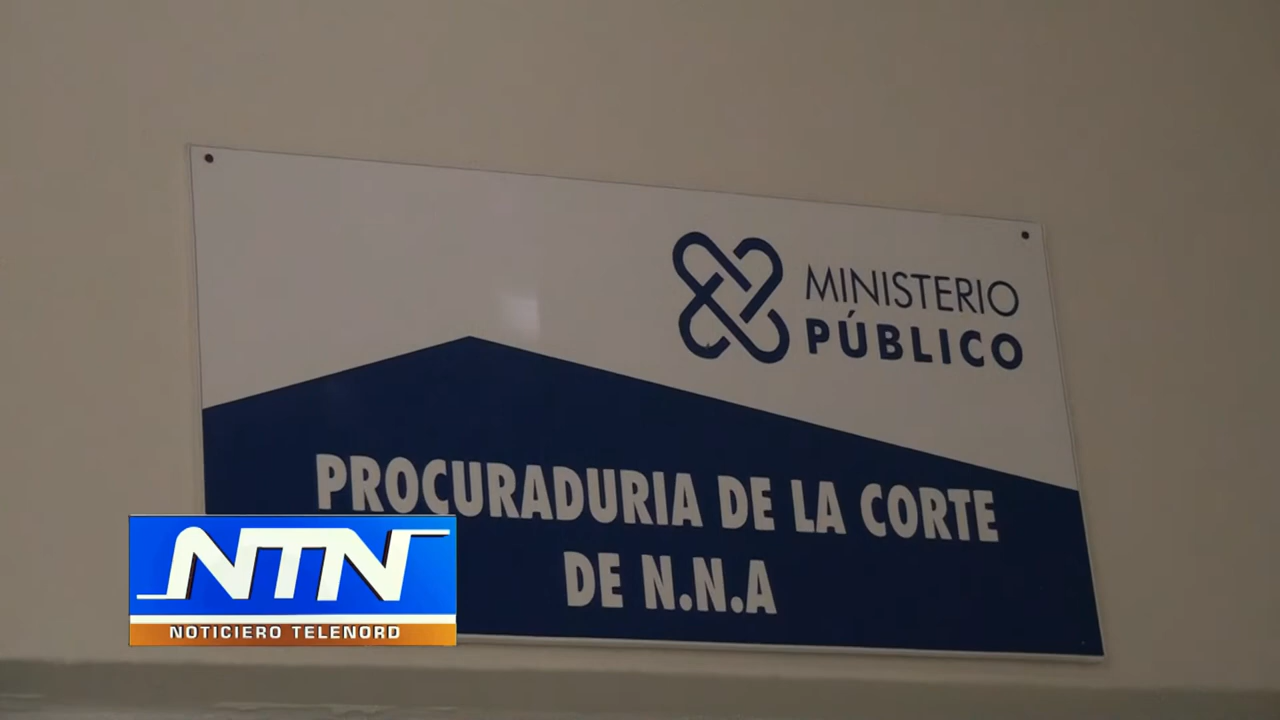 MINISTERIO
PÚBLICO
PROCURADURIA DE LA CORTE
DE N.N.A
NTN
NOTICIERO TELENORD